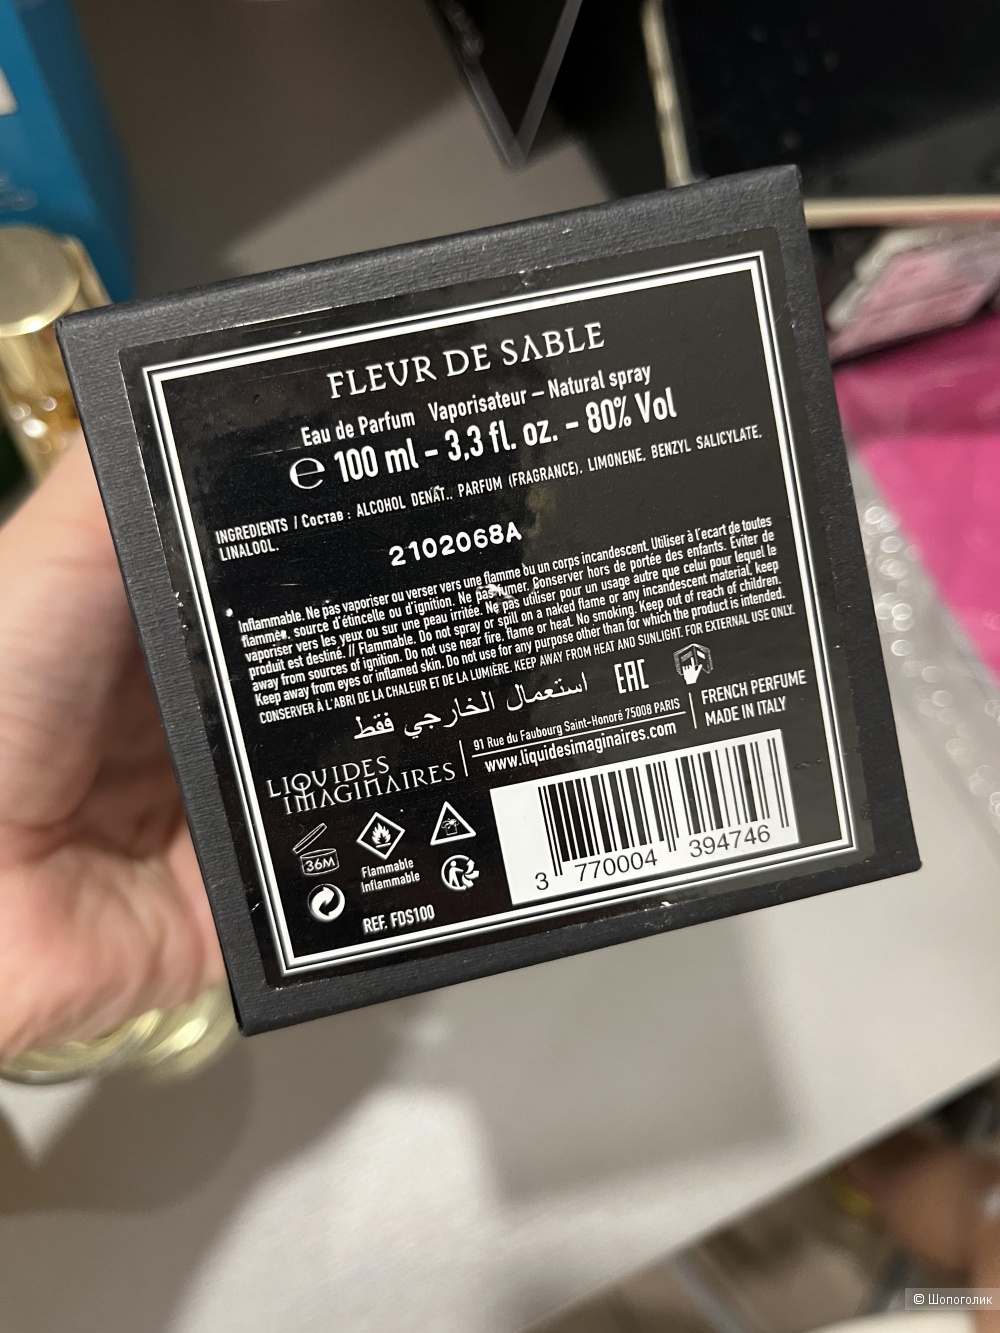 FLEUR DE SABLE
Eau de Parfum Vaporisateur – Natural spray
℮ 100 ml - 3,3 fl. oz. - 80% Vol
INGREDIENTS / Состав : ALCOHOL DENAT., PARFUM (FRAGRANCE), LIMONENE, BENZYL SALICYLATE,
LINALOOL.
2102068A
Inflammable. Ne pas vaporiser ou verser vers une flamme ou un corps incandescent. Utiliser à l'ecart de toutes
flammes, source d'étincelle ou d'ignition. Ne pas fumer. Conserver hors de portée des enfants. Éviter de
vaporiser vers les yeux ou sur une peau irritée. Ne pas utiliser pour un usage autre que celui pour lequel le
produit est destiné. // Flammable. Do not spray or spill on a naked flame or any incandescent material, keep
away from sources of ignition. Do not use near fire, flame or heat. No smoking. Keep out of reach of children.
Keep away from eyes or inflamed skin. Do not use for any purpose other than for which the product is intended.
CONSERVER À L'ABRI DE LA CHALEUR ET DE LA LUMIÈRE. KEEP AWAY FROM HEAT AND SUNLIGHT. FOR EXTERNAL USE ONLY.
استعمال الخارجي فقط
EAC
LIQUIDES
IMAGINAIRES
91 Rue du Faubourg Saint-Honoré 75008 PARIS
www.liquidesimaginaires.com
FRENCH PERFUME
MADE IN ITALY
36M
Flammable
Inflammable
REF. FDS100
3 770004 394746
© Шопоголик